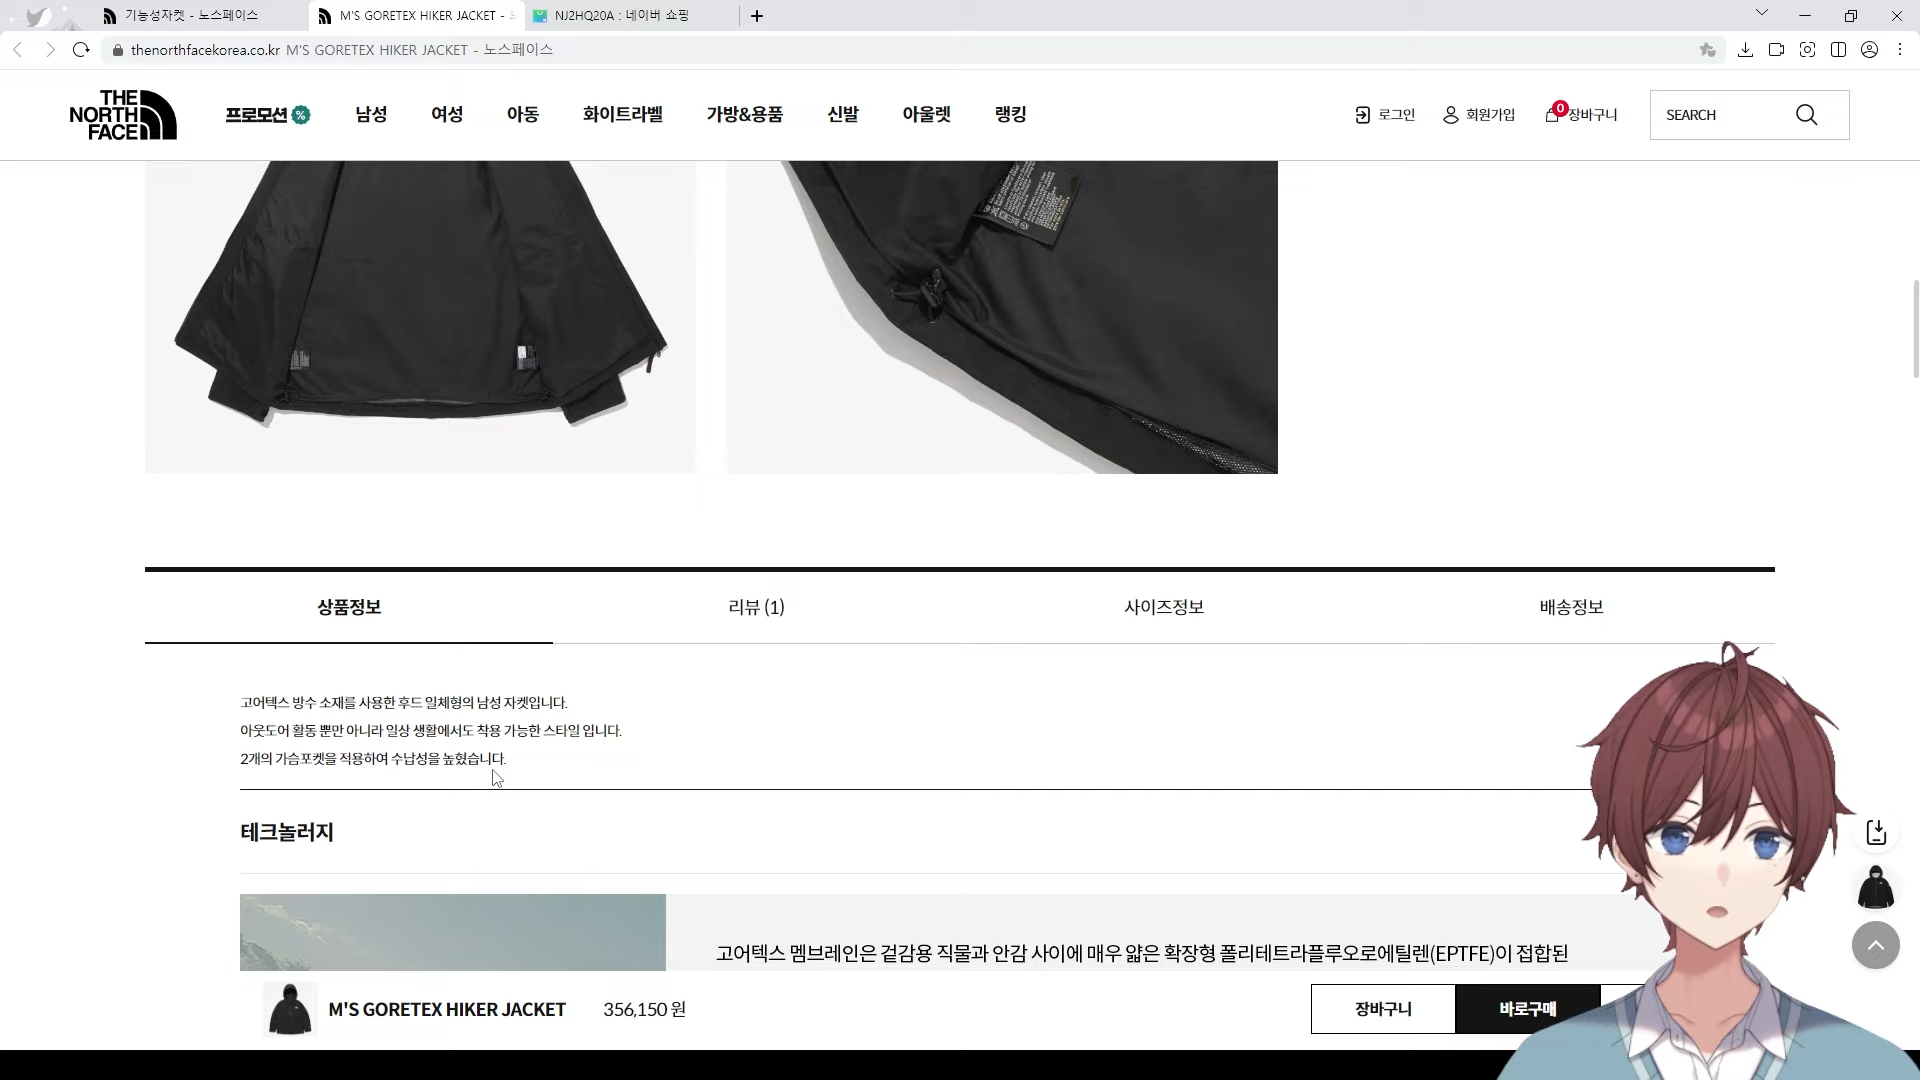 기능성자켓 - 노스페이스
M'S GORETEX HIKER JACKET -
NJ2HQ20A : 네이버 쇼핑
thenorthfacekorea.co.kr M'S GORETEX HIKER JACKET - 노스페이스
THE NORTH FACE
프로모션 %
남성
여성
아동
화이트라벨
가방&용품
신발
아울렛
랭킹
로그인
회원가입
0
장바구니
SEARCH
상품정보
리뷰 (1)
사이즈정보
배송정보
고어텍스 방수 소재를 사용한 후드 일체형의 남성 자켓입니다.
아웃도어 활동 뿐만 아니라 일상 생활에서도 착용 가능한 스타일 입니다.
2개의 가슴포켓을 적용하여 수납성을 높혔습니다.
테크놀러지
고어텍스 멤브레인은 겉감용 직물과 안감 사이에 매우 얇은 확장형 폴리테트라플루오로에틸렌(EPTFE)이 접합된
M'S GORETEX HIKER JACKET
356,150 원
장바구니
바로구매